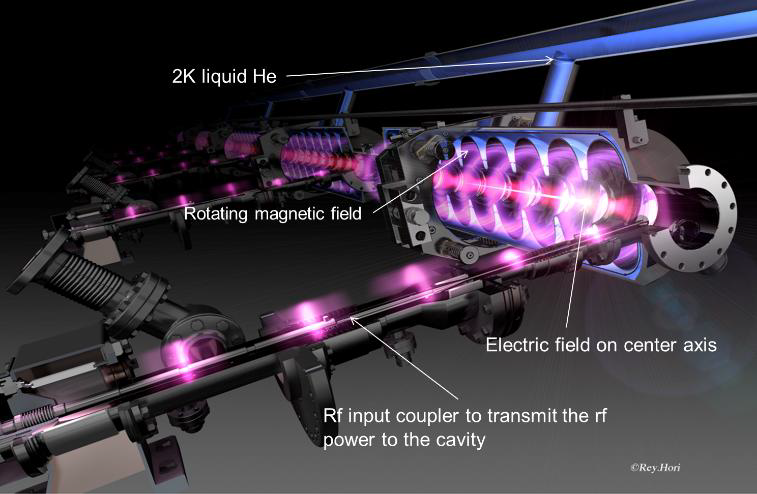 2K liquid He
Rotating magnetic field
Electric field on center axis
Rf input coupler to transmit the rf
power to the cavity
©Rey.Hori